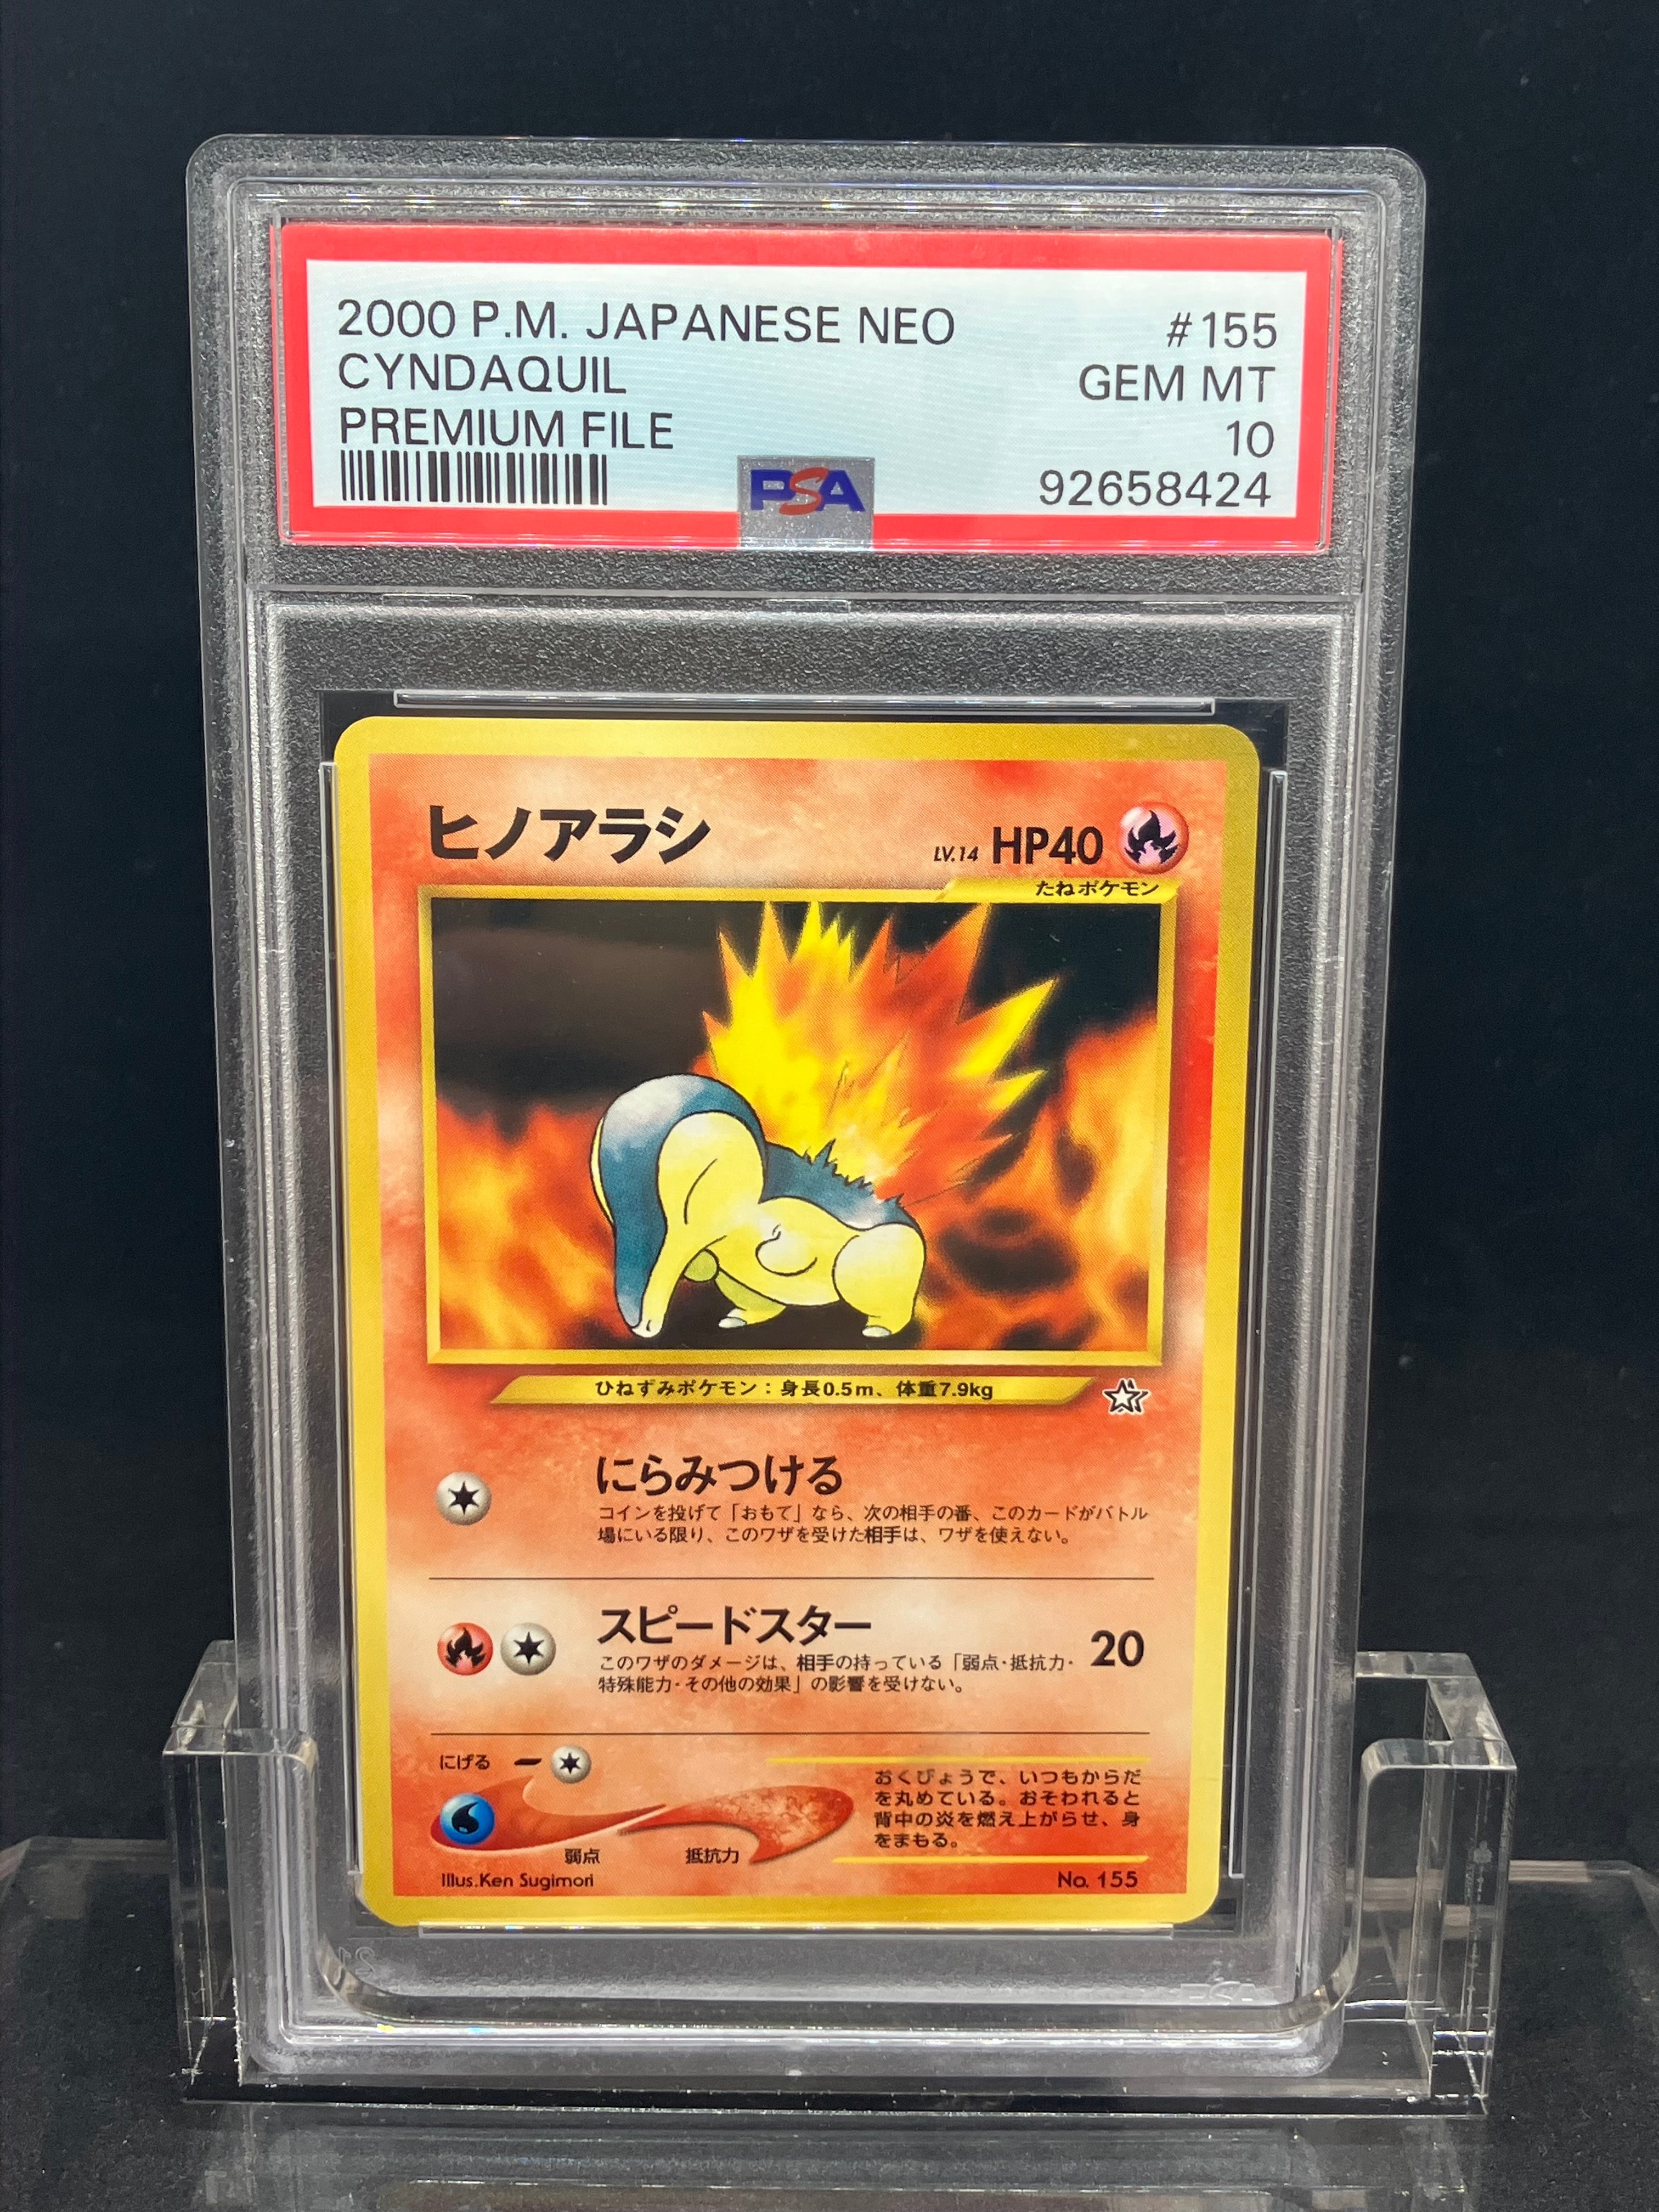 2000 P.M. JAPANESE NEO #155
CYNDAQUIL GEM MT
PREMIUM FILE 10
PSA 92658424
ヒノアラシ LV.14 HP40
たねポケモン
ひねずみポケモン：身長0.5m、体重7.9kg
にらみつける
コインを投げて「おもて」なら、次の相手の番、このカードがバトル
場にいる限り、このワザを受けた相手は、ワザを使えない。
スピードスター 20
このワザのダメージは、相手の持っている「弱点・抵抗力・
特殊能力・その他の効果」の影響を受けない。
にげる
弱点 抵抗力
おくびょうで、いつもからだ
を丸めている。おそわれると
背中の炎を燃え上がらせ、身
をまもる。
Illus.Ken Sugimori No. 155